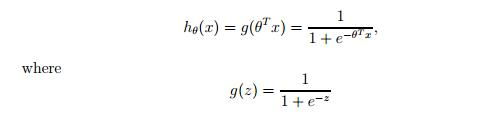 h_θ(x) = g(θ^T x) = 1 / (1 + e^{−θ^T x}),
where
g(z) = 1 / (1 + e^{−z})